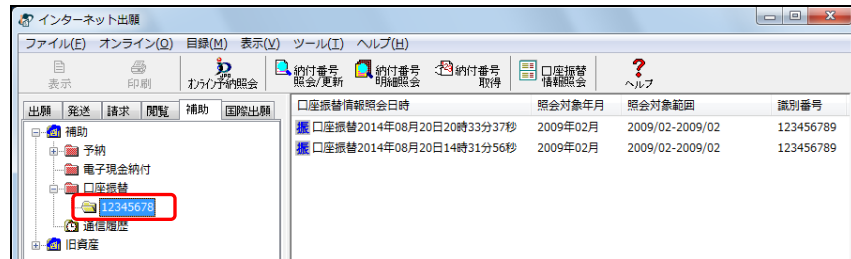 インターネット出願
ファイル(F) オンライン(O) 目録(M) 表示(V) ツール(T) ヘルプ(H)
表示 印刷 オンライン予納照会 納付番号照会/更新 納付番号明細照会 納付番号取得 口座振替情報照会 ヘルプ
出願 発送 請求 閲覧 補助 国際出願
口座振替情報照会日時 照会対象年月 照会対象範囲 識別番号
口座振替2014年08月20日20時33分37秒 2009年02月 2009/02-2009/02 123456789
口座振替2014年08月20日14時31分56秒 2009年02月 2009/02-2009/02 123456789
補助
予納
電子現金納付
口座振替
12345678
通信履歴
旧資産